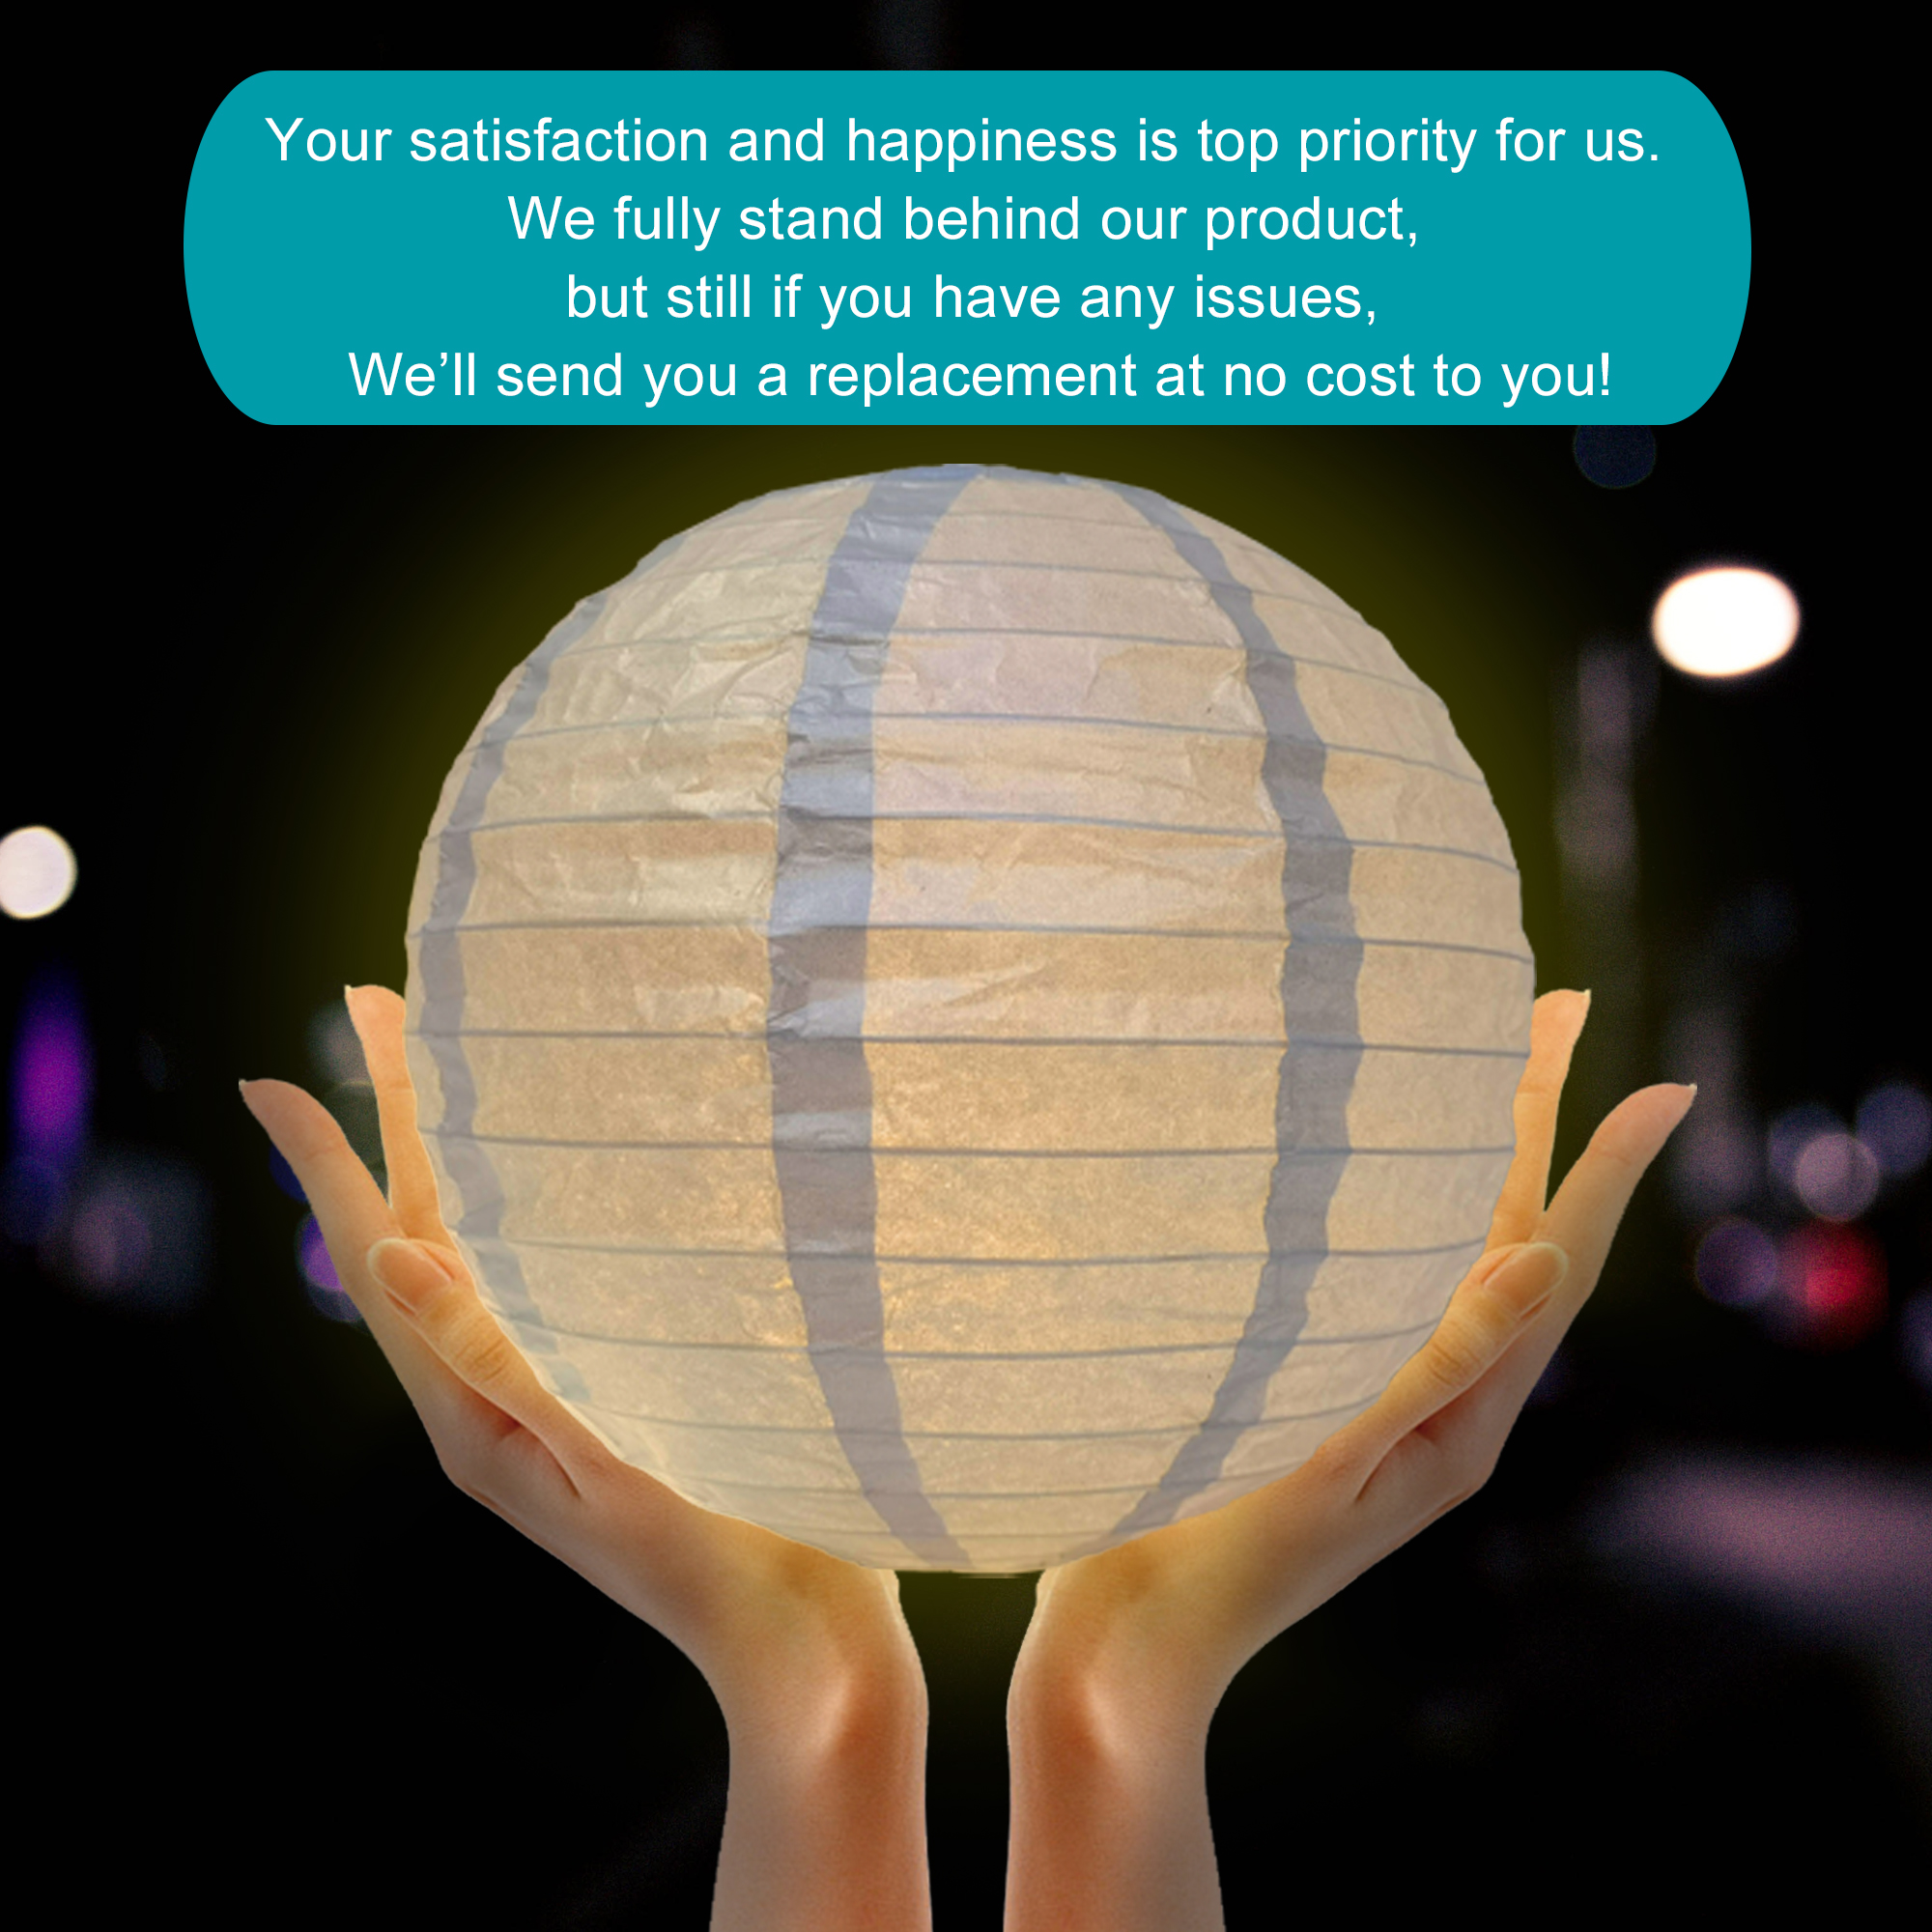 Your satisfaction and happiness is top priority for us.
We fully stand behind our product,
but still if you have any issues,
We’ll send you a replacement at no cost to you!